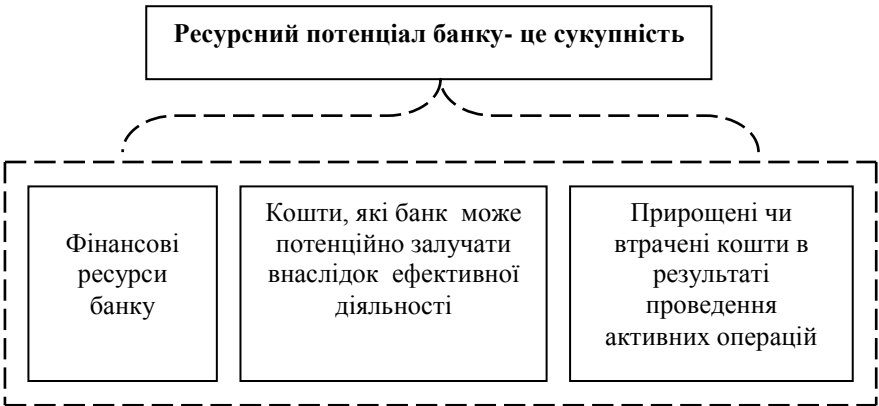 Ресурсний потенціал банку- це сукупність
Фінансові
ресурси
банку
Кошти, які банк може
потенційно залучати
внаслідок ефективної
діяльності
Прирощені чи
втрачені кошти в
результаті
проведення
активних операцій